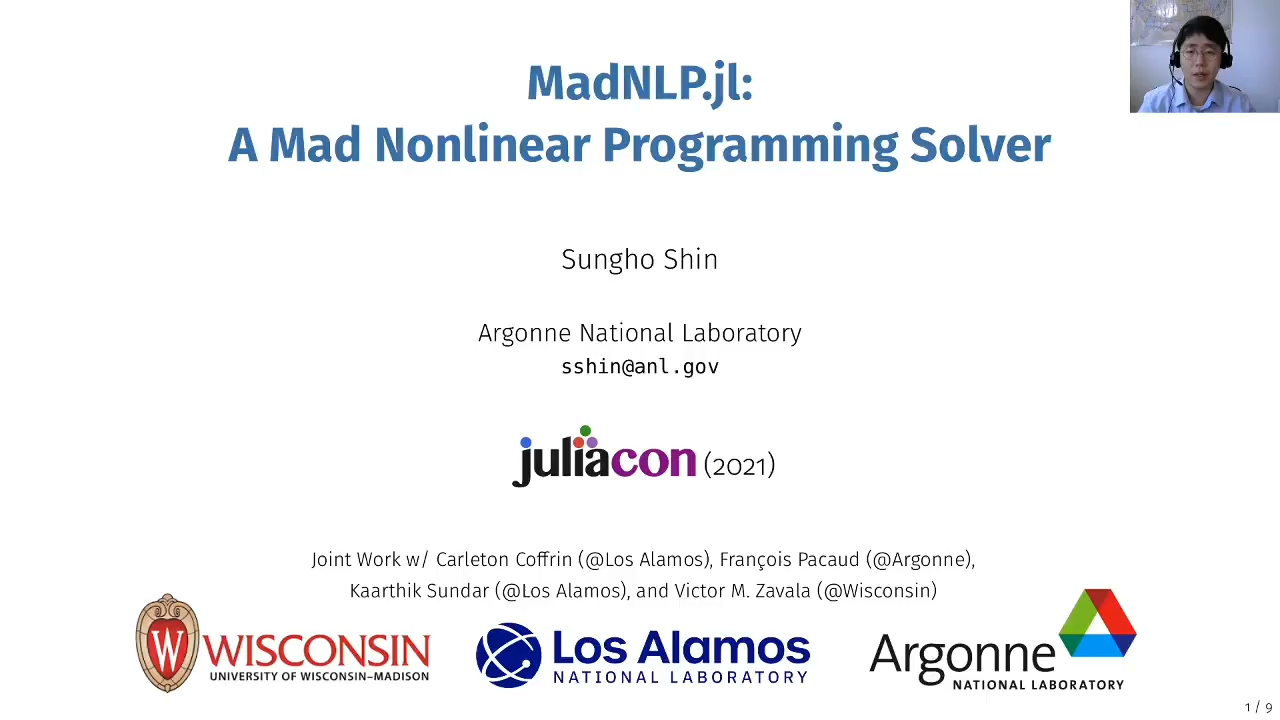 MadNLP.jl:
A Mad Nonlinear Programming Solver
Sungho Shin
Argonne National Laboratory
sshin@anl.gov
juliacon (2021)
Joint Work w/ Carleton Coffrin (@Los Alamos), François Pacaud (@Argonne),
Kaarthik Sundar (@Los Alamos), and Victor M. Zavala (@Wisconsin)
W
WISCONSIN
UNIVERSITY OF WISCONSIN–MADISON
Los Alamos
NATIONAL LABORATORY
Argonne
NATIONAL LABORATORY
1 / 9